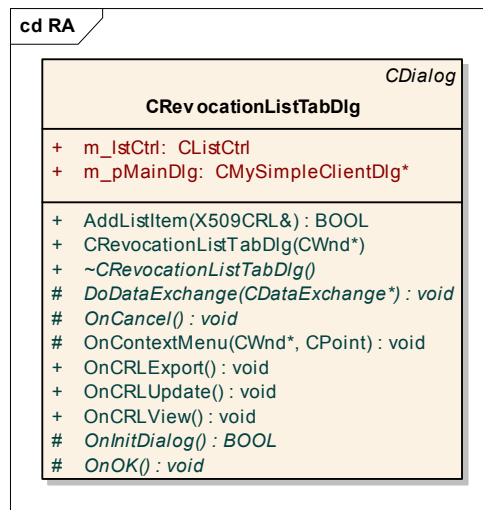 cd RA
CDialog
CRevocationListTabDlg
+ m_lstCtrl: CListCtrl
+ m_pMainDlg: CMySimpleClientDlg*
+ AddListItem(X509CRL&) : BOOL
+ CRevocationListTabDlg(CWnd*)
+ ~CRevocationListTabDlg()
# DoDataExchange(CDataExchange*) : void
# OnCancel() : void
# OnContextMenu(CWnd*, CPoint) : void
+ OnCRLExport() : void
+ OnCRLUpdate() : void
+ OnCRLView() : void
# OnInitDialog() : BOOL
# OnOK() : void